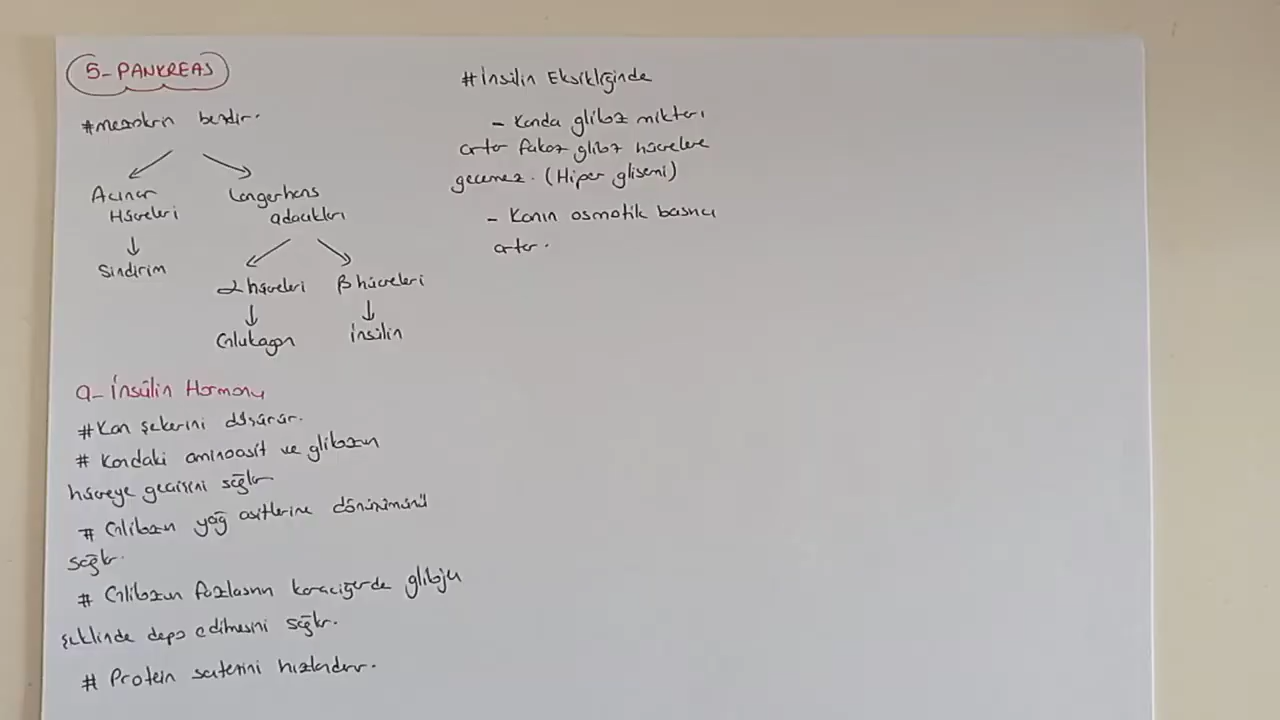 5- PANKREAS
#mezokrin bezdir.
Acınar
Hücreleri
Langerhans
adacıkları
Sindirim
α hücreleri
β hücreleri
Glukagon
İnsülin
a- İnsülin Hormonu
#Kan şekerini düşürür.
# Kandaki aminoasit ve glikozun
hücreye geçişini sağlar
# Glikozun yağ asitlerine dönüşümünü
sağlar.
# Glikozun fazlasının karaciğerde glikojen
şeklinde depo edilmesini sağlar.
# Protein sentezini hızlandırır.
#İnsülin Eksikliğinde
- Kanda glikoz miktarı
artar fakat glikoz hücrelere
geçemez. (Hiper glisemi)
- Kanın osmotik basıncı
artar.